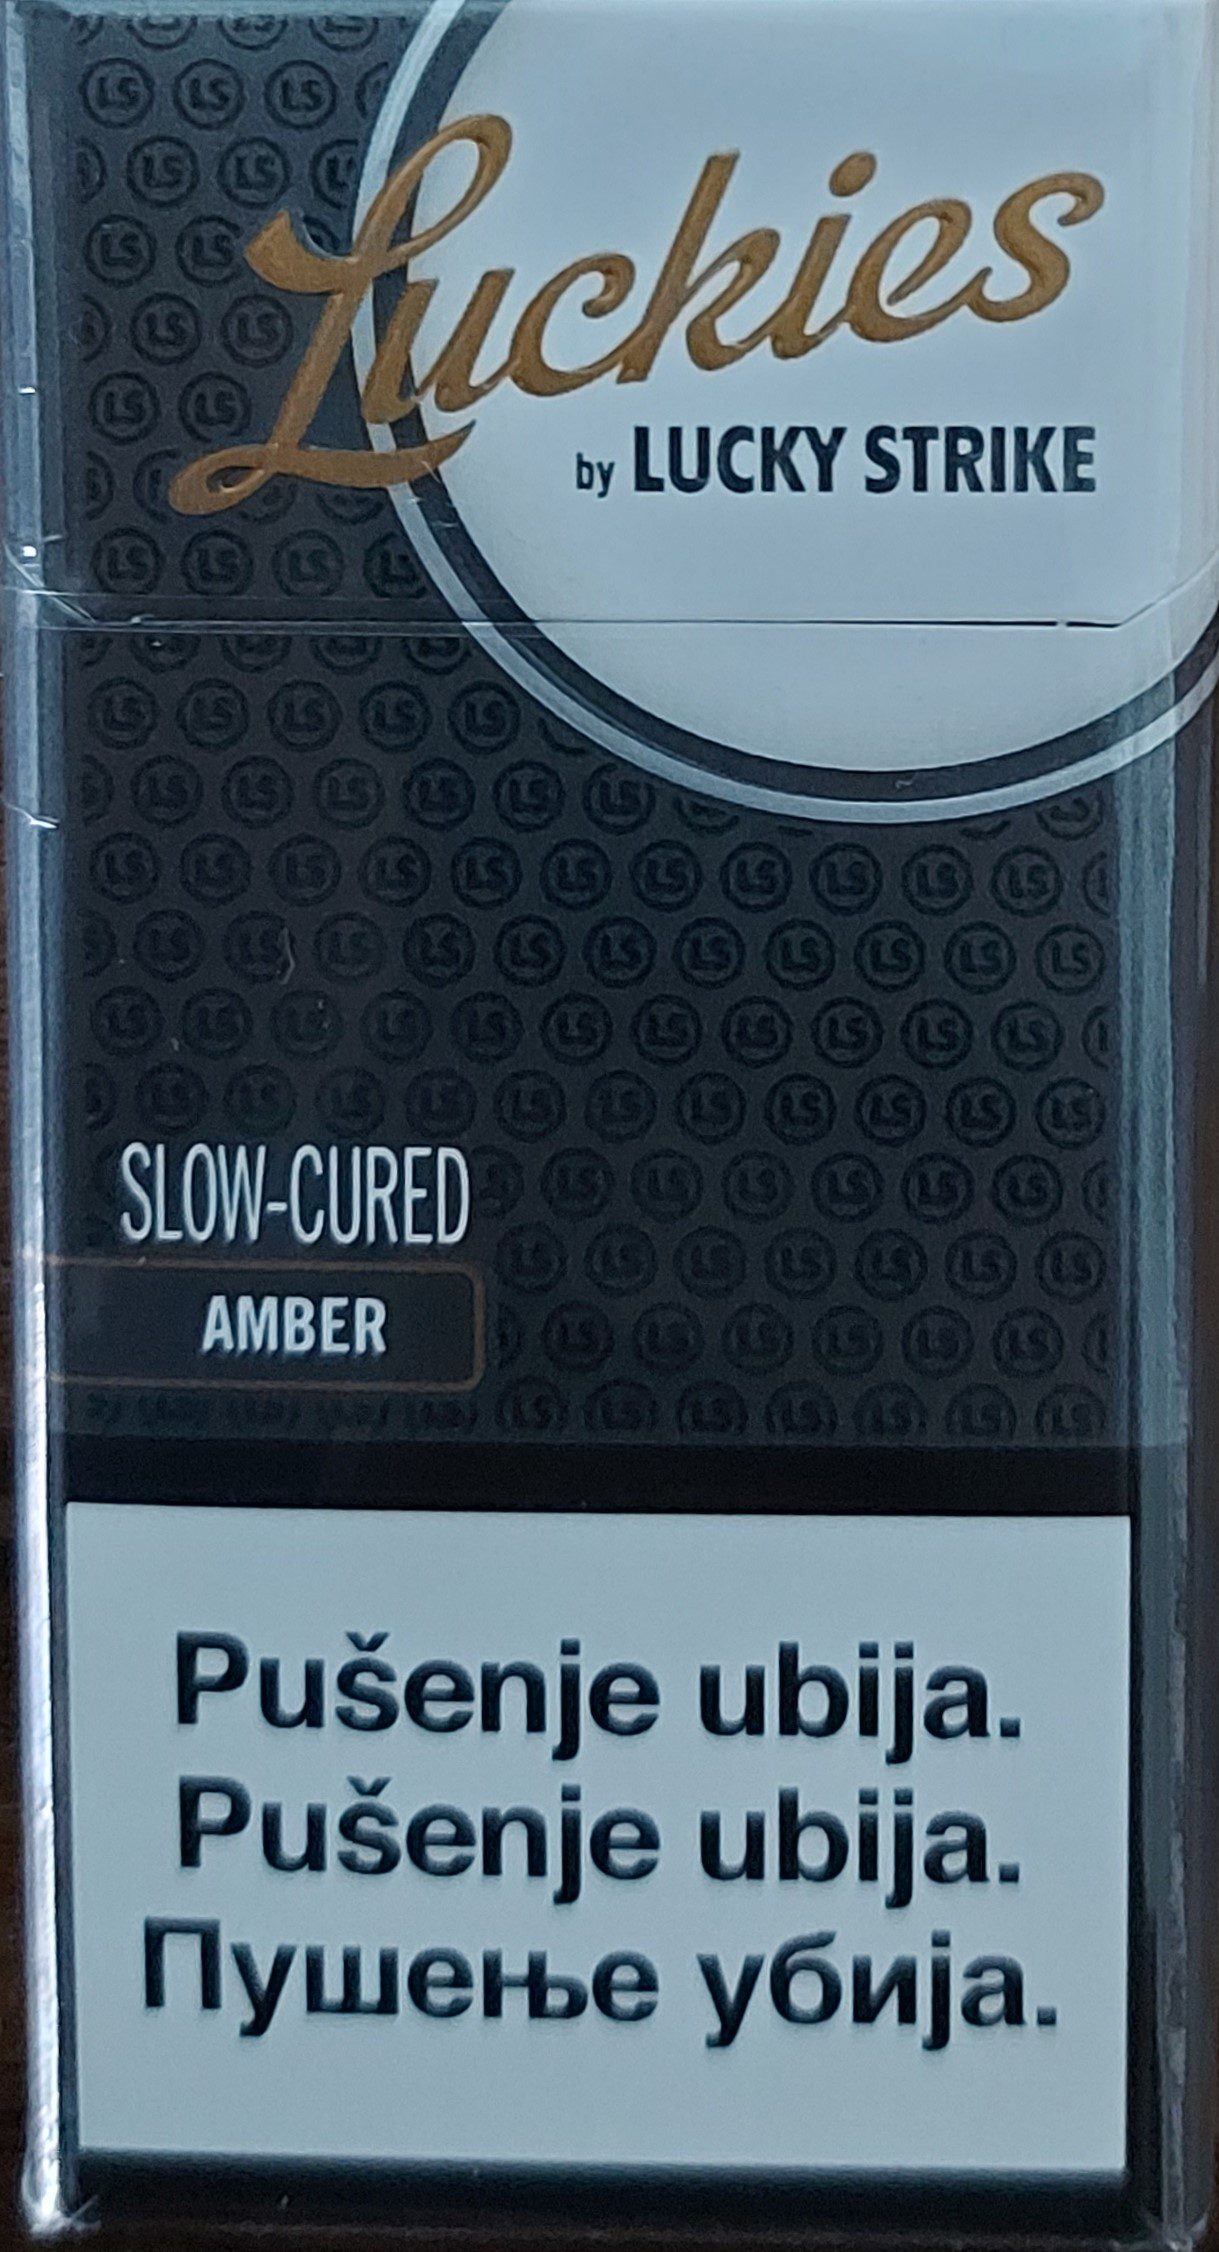 Luckies
by LUCKY STRIKE
SLOW-CURED
AMBER
Pušenje ubija.
Pušenje ubija.
Пушење убија.